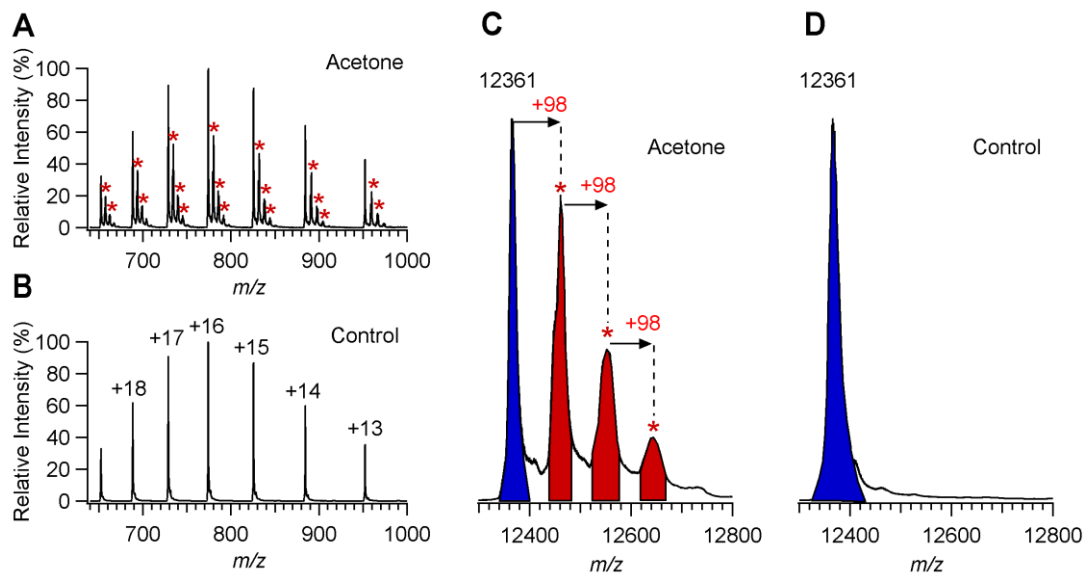 A
Acetone
Relative Intensity (%)
100
80
60
40
20
0
* * * * * * * * * * * * * * * * * * *
700 800 900 1000
m/z
B
Control
Relative Intensity (%)
100
80
60
40
20
0
+18 +17 +16 +15 +14 +13
700 800 900 1000
m/z
C
12361
+98
Acetone
*
+98
*
+98
*
12400 12600 12800
m/z
D
12361
Control
12400 12600 12800
m/z